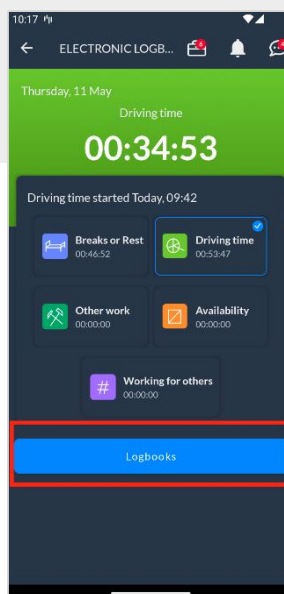 10:17
ELECTRONIC LOGB...
Thursday, 11 May
Driving time
00:34:53
Driving time started Today, 09:42
Breaks or Rest
00:46:52
Driving time
00:53:47
Other work
00:00:00
Availability
00:00:00
#
Working for others
00:00:00
Logbooks